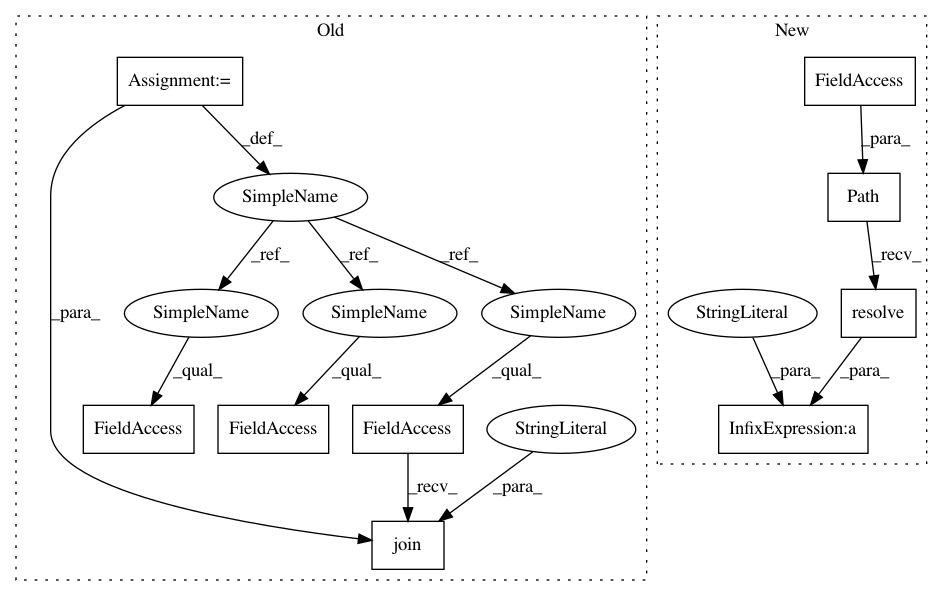 Old
New
Assignment:=
FieldAccess
_def_
_para_
SimpleName
Path
_ref_
_ref_
_ref_
_recv_
_para_
SimpleName
SimpleName
SimpleName
StringLiteral
resolve
_qual_
_qual_
_qual_
_para_
_para_
FieldAccess
FieldAccess
FieldAccess
StringLiteral
InfixExpression:a
_recv_
_para_
join